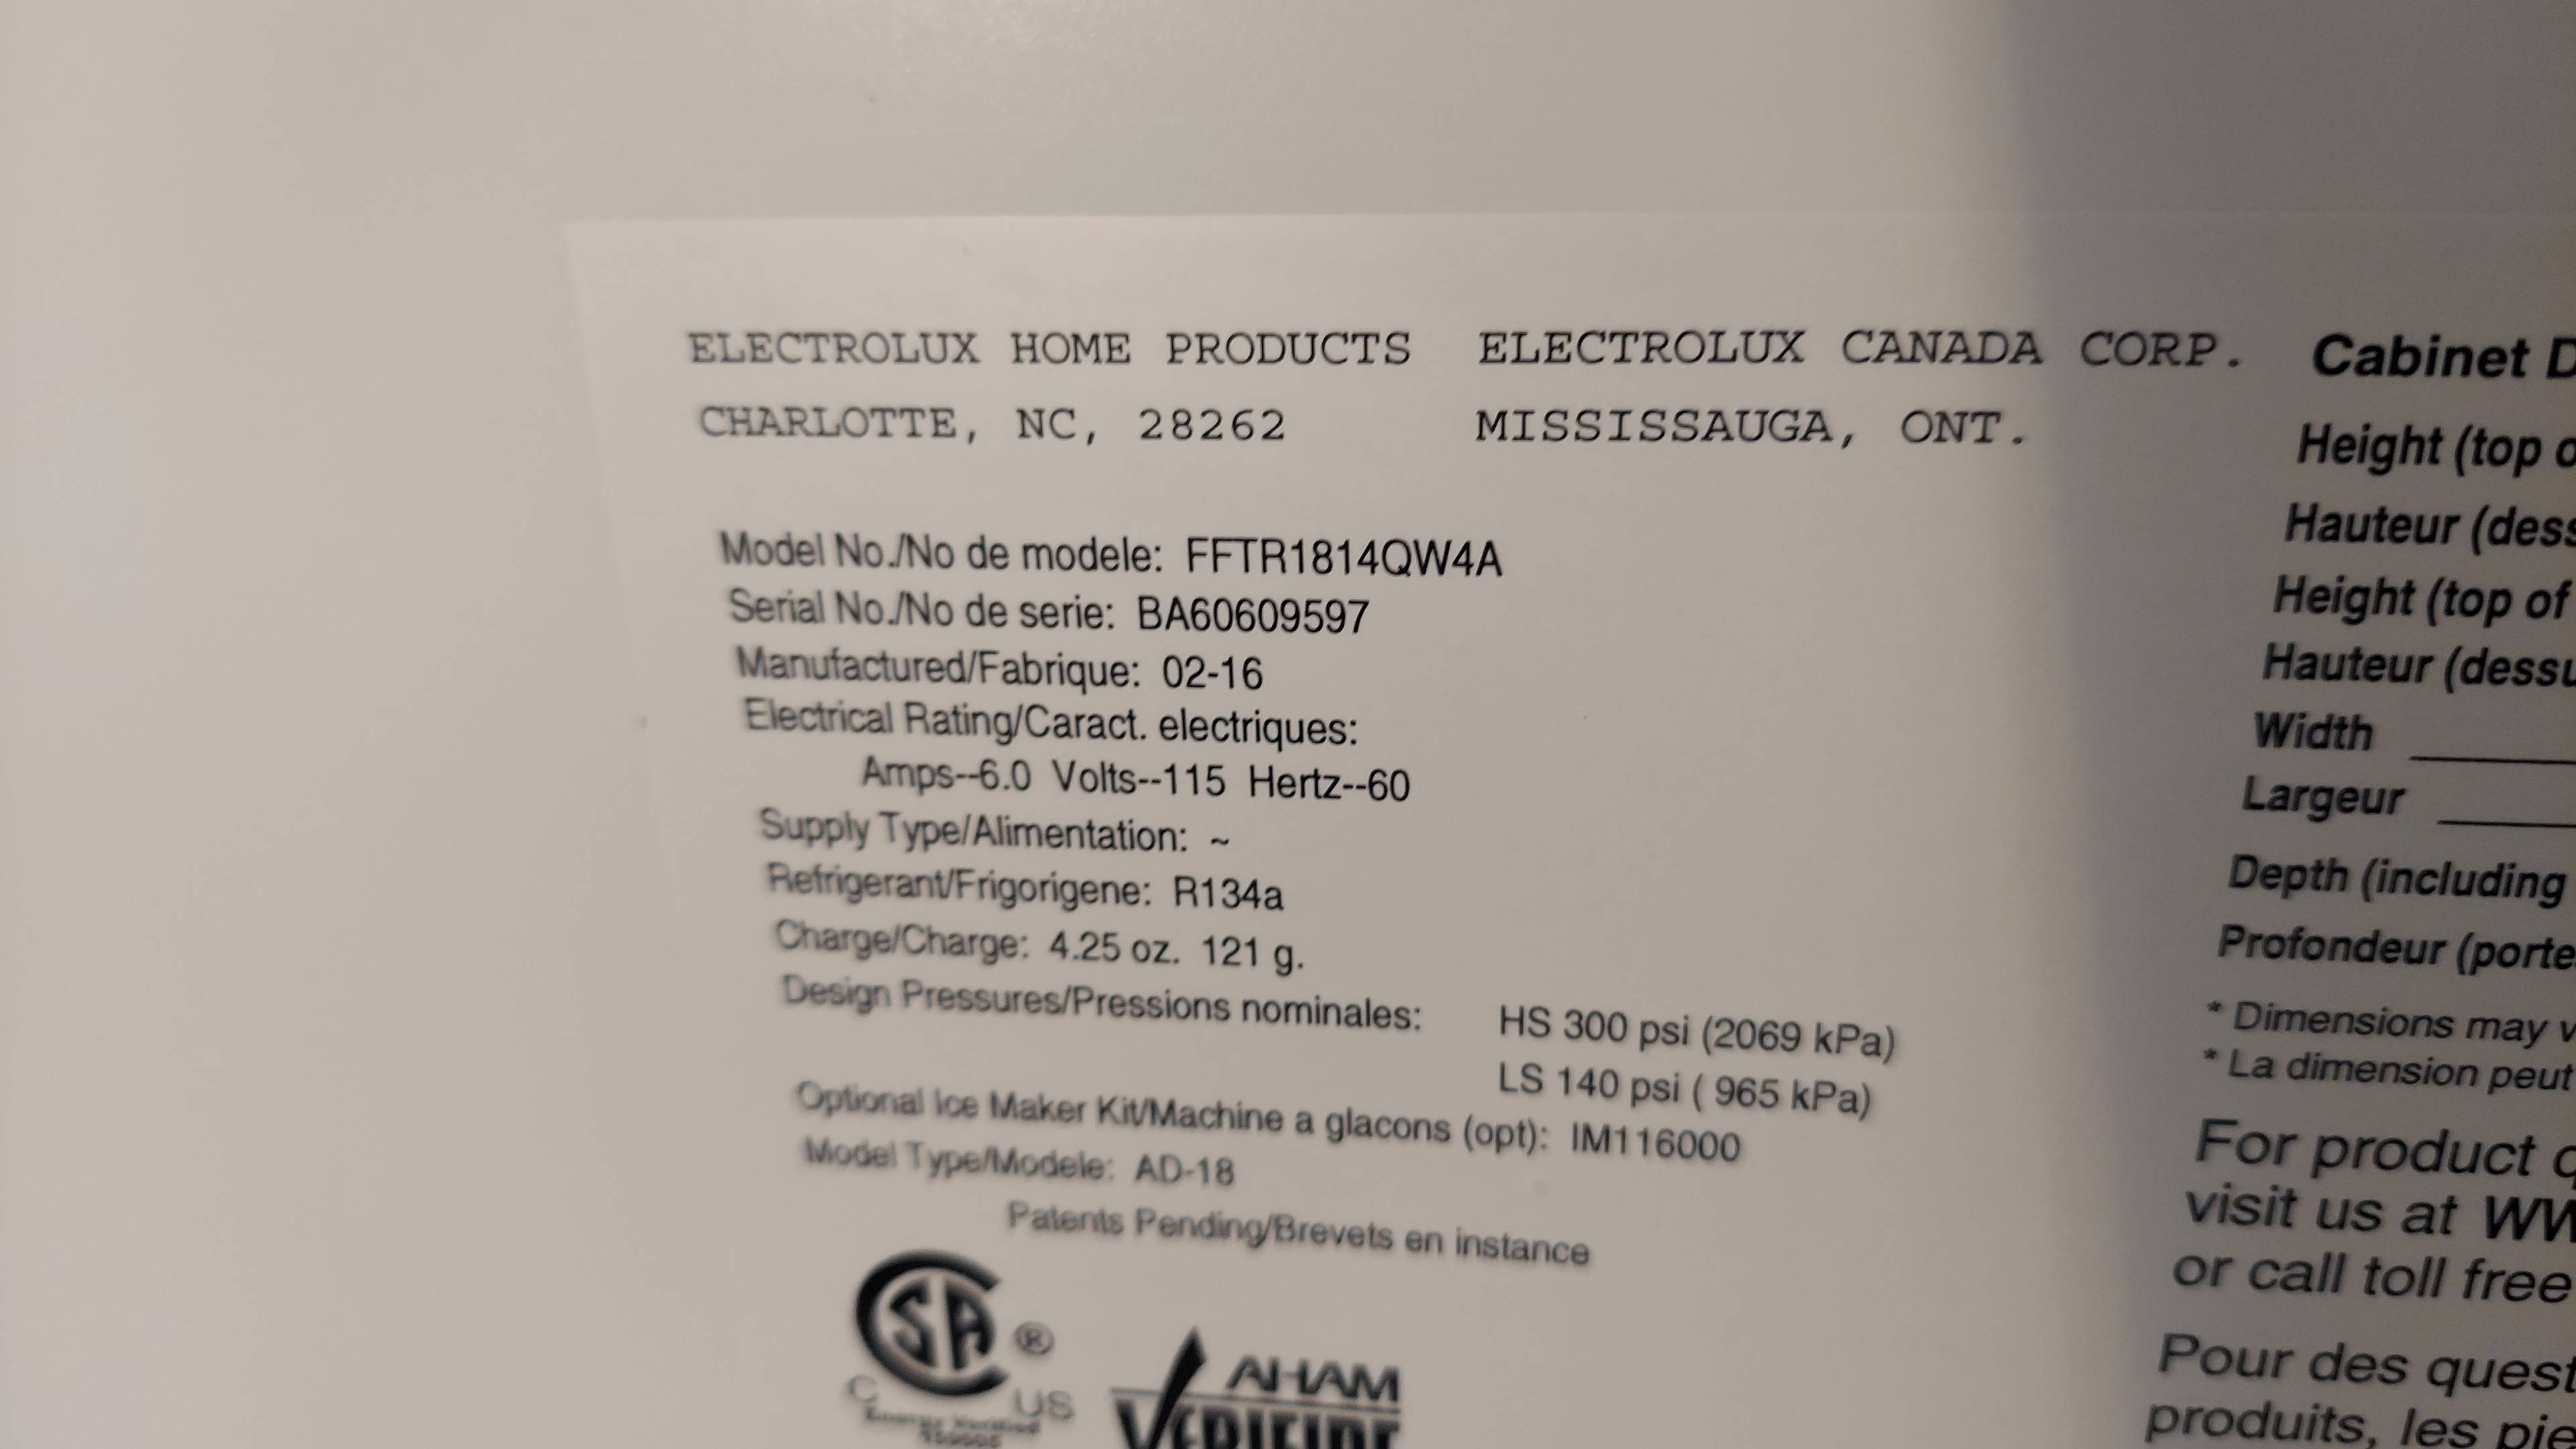 ELECTROLUX HOME PRODUCTS ELECTROLUX CANADA CORP.
CHARLOTTE, NC, 28262 MISSISSAUGA, ONT.
Model No./No de modele: FFTR1814QW4A
Serial No./No de serie: BA60609597
Manufactured/Fabrique: 02-16
Electrical Rating/Caract. electriques:
Amps--6.0 Volts--115 Hertz--60
Supply Type/Alimentation: ~
Refrigerant/Frigorigene: R134a
Charge/Charge: 4.25 oz. 121 g.
Design Pressures/Pressions nominales: HS 300 psi (2069 kPa)
LS 140 psi ( 965 kPa)
Optional Ice Maker Kit/Machine a glacons (opt): IM116000
Model Type/Modele: AD-18
Patents Pending/Brevets en instance
CSA ®
C US
Energy Verified
AHAM
Cabinet
Height (top
Hauteur
Height (top of
Hauteur
Width
Largeur
Depth (including
Profondeur
* Dimensions may
* La dimension peut
For product
visit us at
or call toll free
Pour des
produits, les